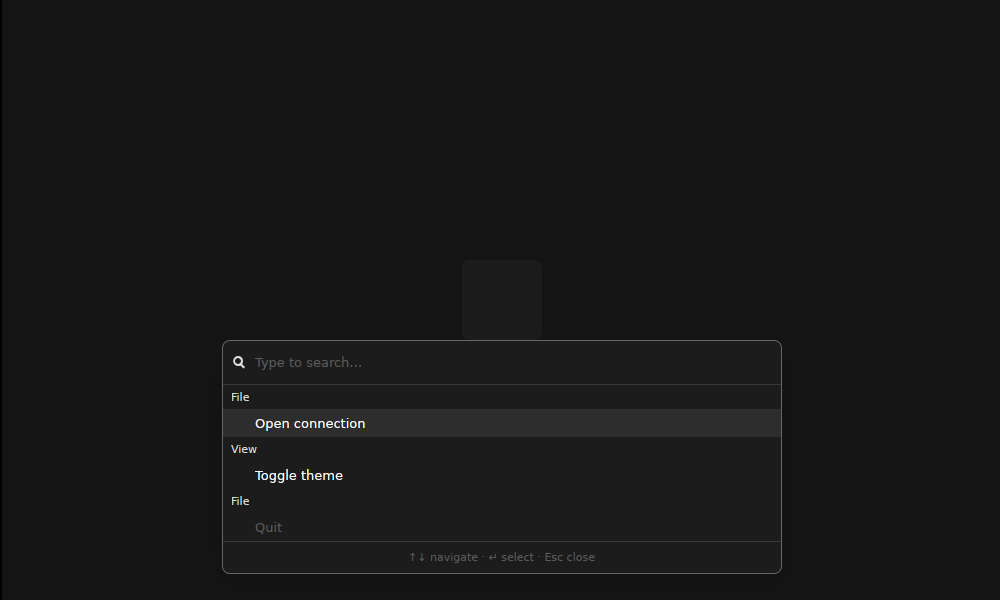 Type to search...
File
Open connection
View
Toggle theme
File
Quit
↑↓ navigate · ↵ select · Esc close